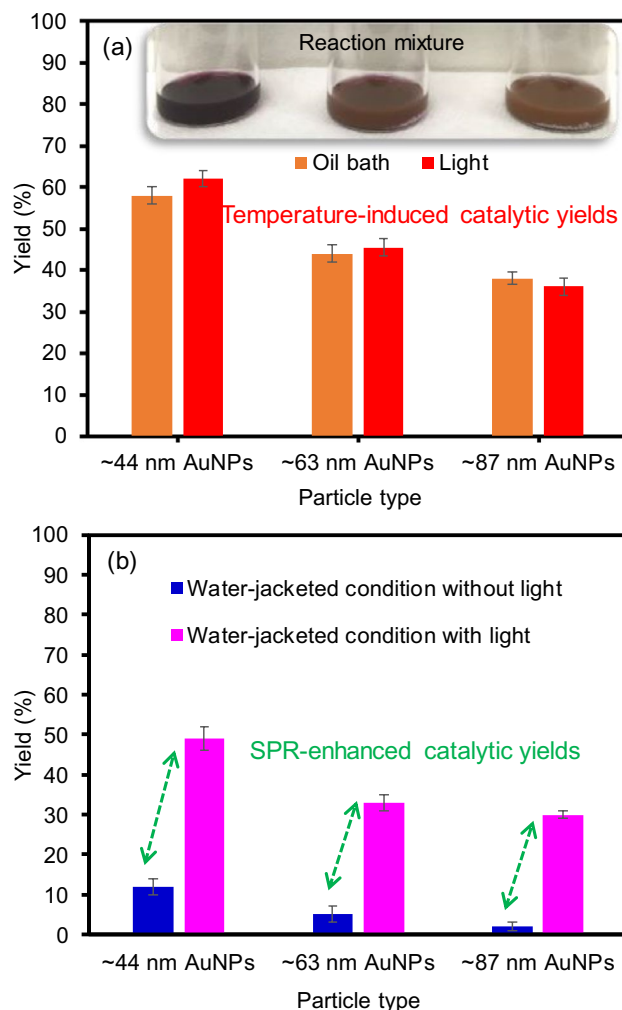 100
(a)
Reaction mixture
90
80
70
Oil bath
Light
60
Temperature-induced catalytic yields
50
40
30
20
10
0
Yield (%)
~44 nm AuNPs
~63 nm AuNPs
~87 nm AuNPs
Particle type
100
(b)
90
Water-jacketed condition without light
80
Water-jacketed condition with light
70
60
50
SPR-enhanced catalytic yields
40
30
20
10
0
Yield (%)
~44 nm AuNPs
~63 nm AuNPs
~87 nm AuNPs
Particle type